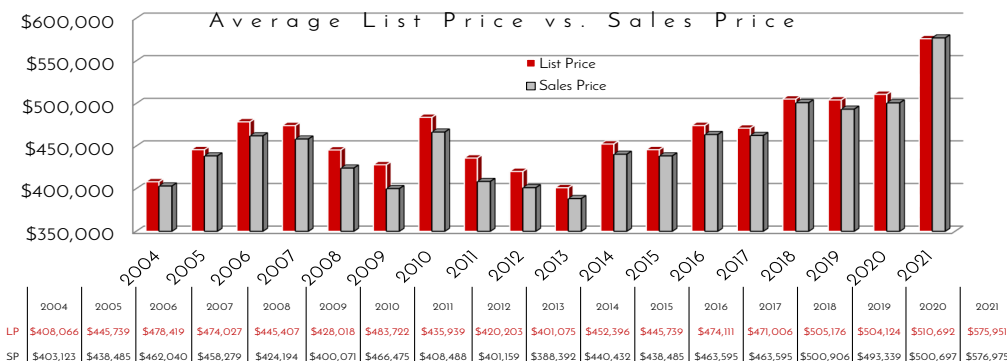 Average List Price vs. Sales Price
$600,000
$550,000
$500,000
$450,000
$400,000
$350,000
List Price
Sales Price
2004 2005 2006 2007 2008 2009 2010 2011 2012 2013 2014 2015 2016 2017 2018 2019 2020 2021
2004 2005 2006 2007 2008 2009 2010 2011 2012 2013 2014 2015 2016 2017 2018 2019 2020 2021
LP $408,066 $445,739 $478,419 $474,027 $445,407 $428,018 $483,722 $435,939 $420,203 $401,075 $452,396 $445,739 $474,111 $471,006 $505,176 $504,124 $510,692 $575,951
SP $403,123 $438,485 $462,040 $458,279 $424,194 $400,071 $466,475 $408,488 $401,159 $388,392 $440,432 $438,485 $463,595 $463,595 $500,906 $493,339 $500,697 $576,975